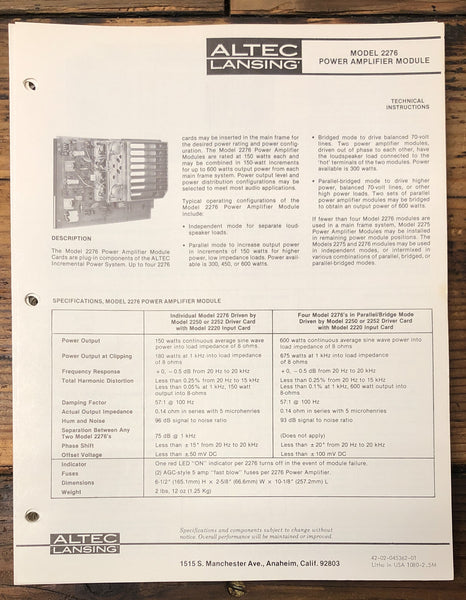 ALTEC
LANSING®
MODEL 2276
POWER AMPLIFIER MODULE
TECHNICAL
INSTRUCTIONS
DESCRIPTION
The Model 2276 Power Amplifier Module
Cards are plug-in components of the ALTEC
Incremental Power System. Up to four 2276
cards may be inserted in the main frame for
the desired power rating and power config-
uration. The Model 2276 Power Amplifier
Modules are rated at 150 watts each and
may be combined in 150-watt increments
for up to 600 watts output power from each
main frame system. Power output level and
power distribution configurations may be
selected to meet most audio applications.
Typical operating configurations of the
Model 2276 Power Amplifier Module
include:
• Independent mode for separate loud-
speaker loads.
• Parallel mode to increase output power
in increments of 150 watts for higher
power, low impedance loads. Power avail-
able is 300, 450, or 600 watts.
• Bridged mode to drive balanced 70-volt
lines. Two power amplifier modules,
driven out of phase to each other, have
the loudspeaker load connected to the
"hot" terminals of the two modules. Power
available is 300 watts.
• Parallel-bridged mode to drive higher
power, balanced 70-volt lines, or other
high power loads. Two sets of parallel
power amplifier modules may be bridged
to obtain an output power of 600 watts.
If fewer than four Model 2276 modules are
used in a main frame system, Model 2275
Power Amplifier Modules may be installed
in remaining power module positions. The
Models 2275 and 2276 modules may be used
in independent modes, or intermixed in
various combinations of parallel, bridged, or
parallel-bridged modes.
SPECIFICATIONS, MODEL 2276 POWER AMPLIFIER MODULE
Individual Model 2276 Driven by
Model 2250 or 2252 Driver Card
with Model 2220 Input Card
Four Model 2276's in Parallel/Bridge Mode
Driven by Model 2250 or 2252 Driver Card
with Model 2220 Input Card
Power Output 150 watts continuous average sine wave 600 watts continuous average sine wave power into
power into load impedance of 8 ohms load impedance of 8 ohms
Power Output at Clipping 180 watts at 1 kHz into load impedance 675 watts at 1 kHz into load impedance
of 8 ohms of 8 ohms
Frequency Response +0, -0.5 dB from 20 Hz to 20 kHz +0, -0.5 dB from 20 Hz to 20 kHz
Total Harmonic Distortion Less than 0.25% from 20 Hz to 15 kHz Less than 0.25% from 20 Hz to 15 kHz
Less than 0.05% at 1 kHz, 150 watt Less than 0.1% at 1 kHz, 600 watt output into
output into 8-ohms 8-ohms
Damping Factor 57:1 @ 100 Hz 57:1 @ 100 Hz
Actual Output Impedance 0.14 ohm in series with 5 microhenries 0.14 ohm in series with 5 microhenries
Hum and Noise 96 dB signal to noise ratio 93 dB signal to noise ratio
Separation Between Any
Two Model 2276's 75 dB @ 1 kHz (Does not apply)
Phase Shift Less than ± 15° from 20 Hz to 20 kHz Less than ± 20° from 20 Hz to 20 kHz
Offset Voltage Less than ±50 mV DC Less than ± 100 mV DC
Indicator One red LED "ON" indicator per 2276 turns off in the event of module failure.
Fuses (2) AGC-style 5 amp "fast blow" fuses per 2276 Power Amplifier.
Dimensions 6-1/2" (165.1mm) H × 2-5/8" (66.6mm) W × 10-1/8" (257.2mm) L
Weight 2 lbs, 12 oz (1.25 Kg)
ALTEC
LANSING®
Specifications and components subject to change without
notice. Overall performance will be maintained or improved.
1515 S. Manchester Ave., Anaheim, Calif. 92803
42-02-045362-01
Litho in USA 1080-2.5M